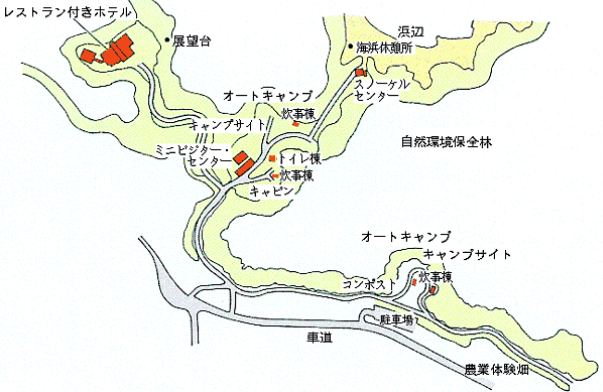 レストラン付きホテル
展望台
浜辺
海浜休憩所
スノーケル
センター
オートキャンプ
炊事棟
キャンプサイト
自然環境保全林
ミニビジター・
センター
トイレ棟
炊事棟
キャビン
オートキャンプ
キャンプサイト
コンポスト
炊事棟
駐車場
車道
農業体験畑